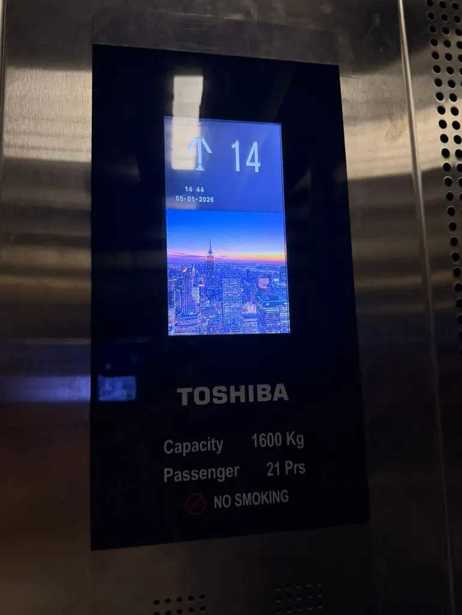 14
14 44
05-01-2026
TOSHIBA
Capacity 1600 Kg
Passenger 21 Prs
NO SMOKING